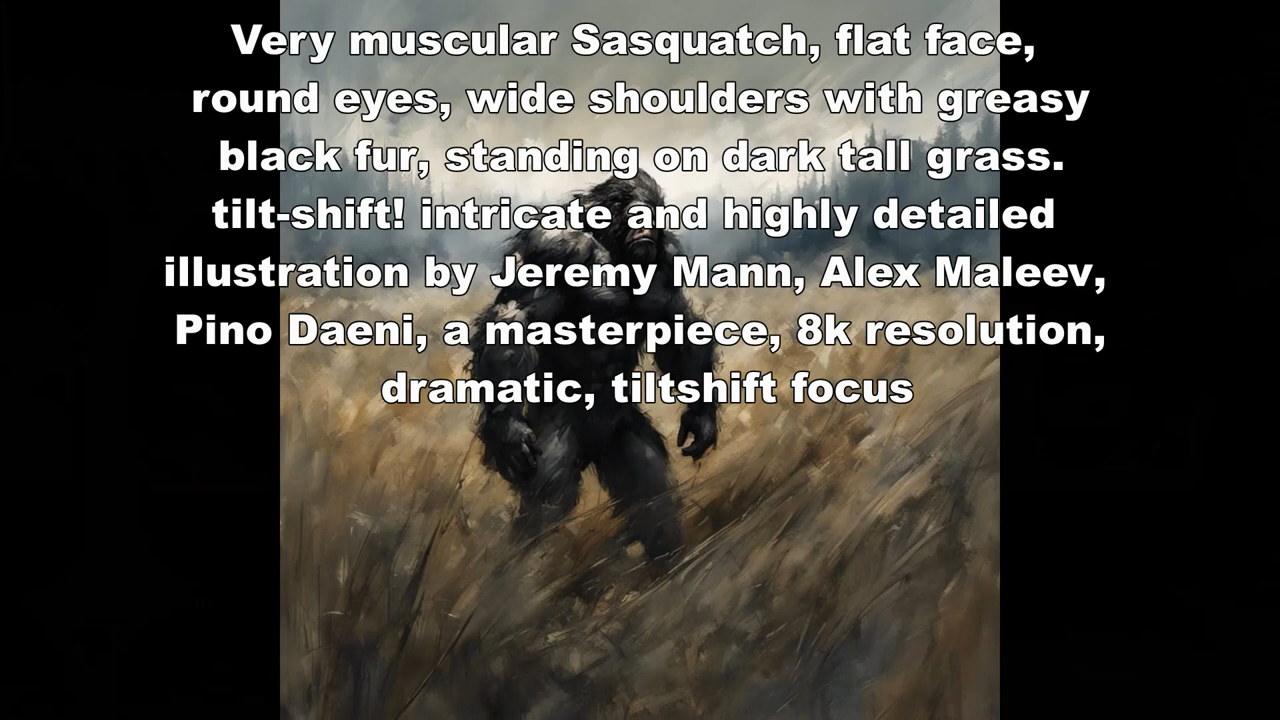 Very muscular Sasquatch, flat face,
round eyes, wide shoulders with greasy
black fur, standing on dark tall grass.
tilt-shift! intricate and highly detailed
illustration by Jeremy Mann, Alex Maleev,
Pino Daeni, a masterpiece, 8k resolution,
dramatic, tiltshift focus